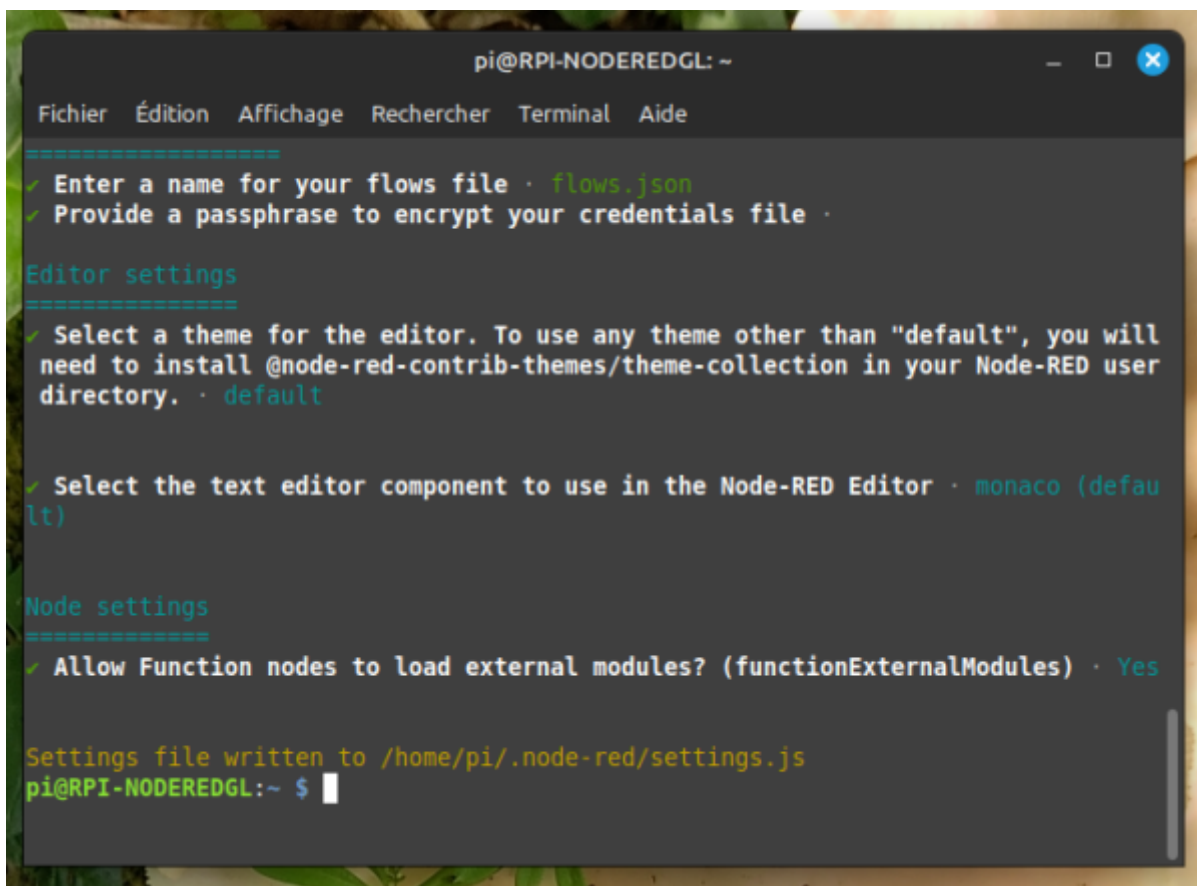 pi@RPI-NODEREDGL: ~
Fichier Édition Affichage Rechercher Terminal Aide
==================
✔ Enter a name for your flows file · flows.json
✔ Provide a passphrase to encrypt your credentials file ·
Editor settings
===============
✔ Select a theme for the editor. To use any theme other than "default", you will
need to install @node-red-contrib-themes/theme-collection in your Node-RED user
directory. · default
✔ Select the text editor component to use in the Node-RED Editor · monaco (defau
lt)
Node settings
=============
✔ Allow Function nodes to load external modules? (functionExternalModules) · Yes
Settings file written to /home/pi/.node-red/settings.js
pi@RPI-NODEREDGL:~ $